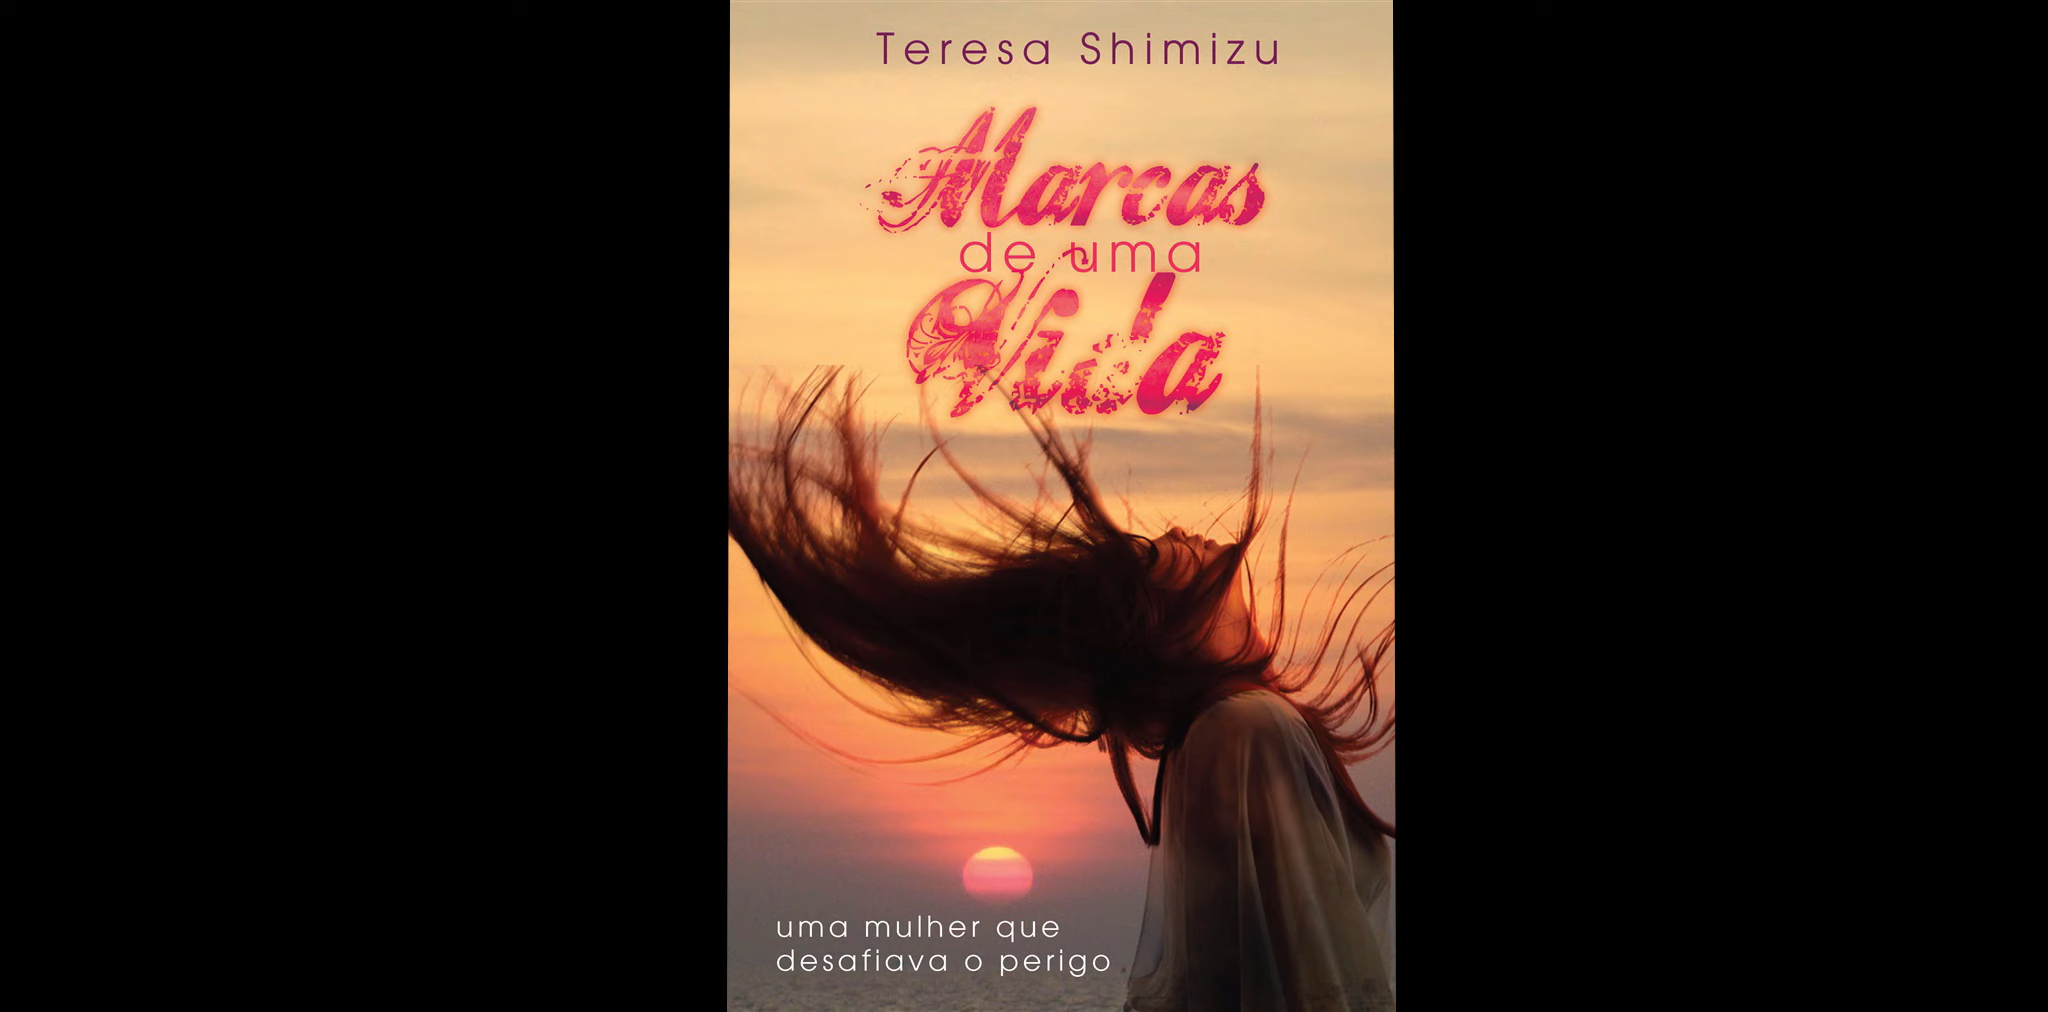 Teresa Shimizu
Marcas
de uma
Vida
uma mulher que
desafiava o perigo